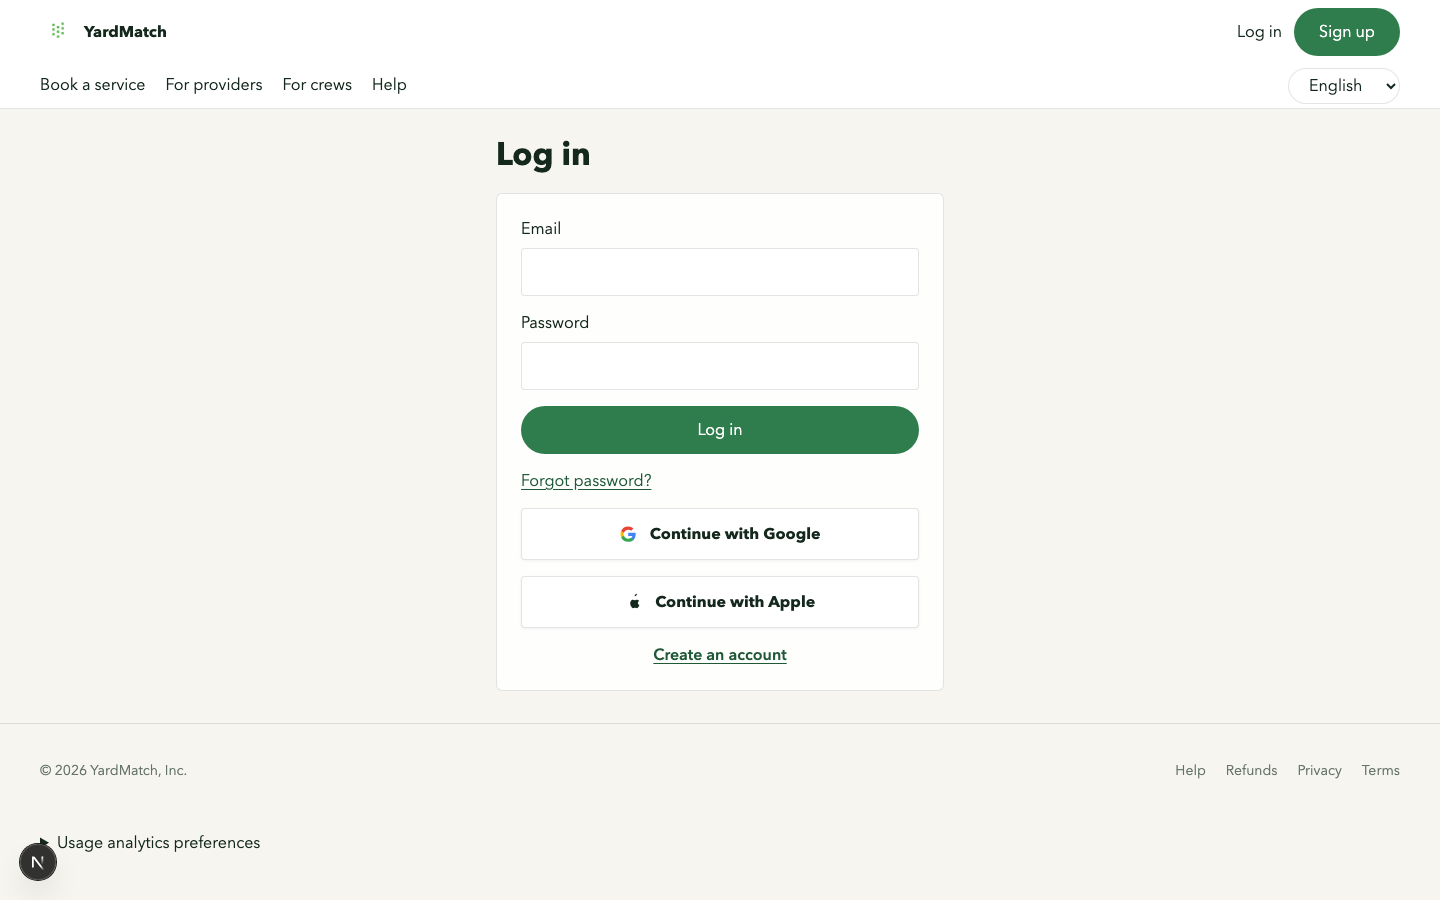 YardMatch
Log in
Sign up
Book a service
For providers
For crews
Help
English
Log in
Email
Password
Log in
Forgot password?
Continue with Google
Continue with Apple
Create an account
© 2026 YardMatch, Inc.
Help
Refunds
Privacy
Terms
Usage analytics preferences
N